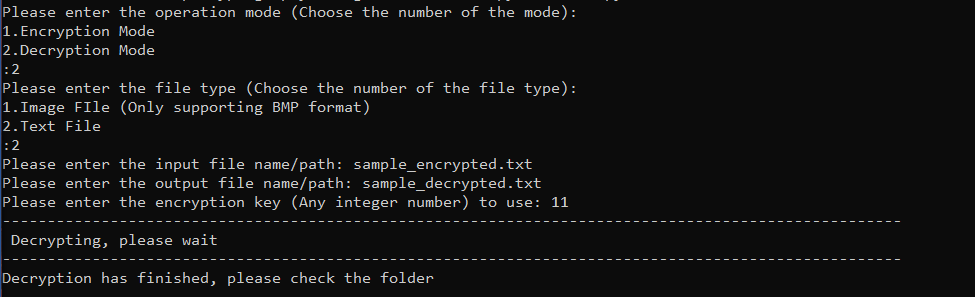 Please enter the operation mode (Choose the number of the mode):
1.Encryption Mode
2.Decryption Mode
:2
Please enter the file type (Choose the number of the file type):
1.Image FIle (Only supporting BMP format)
2.Text File
:2
Please enter the input file name/path: sample_encrypted.txt
Please enter the output file name/path: sample_decrypted.txt
Please enter the encryption key (Any integer number) to use: 11
----------------------------------------------------------------------------------------------------
 Decrypting, please wait
----------------------------------------------------------------------------------------------------
Decryption has finished, please check the folder